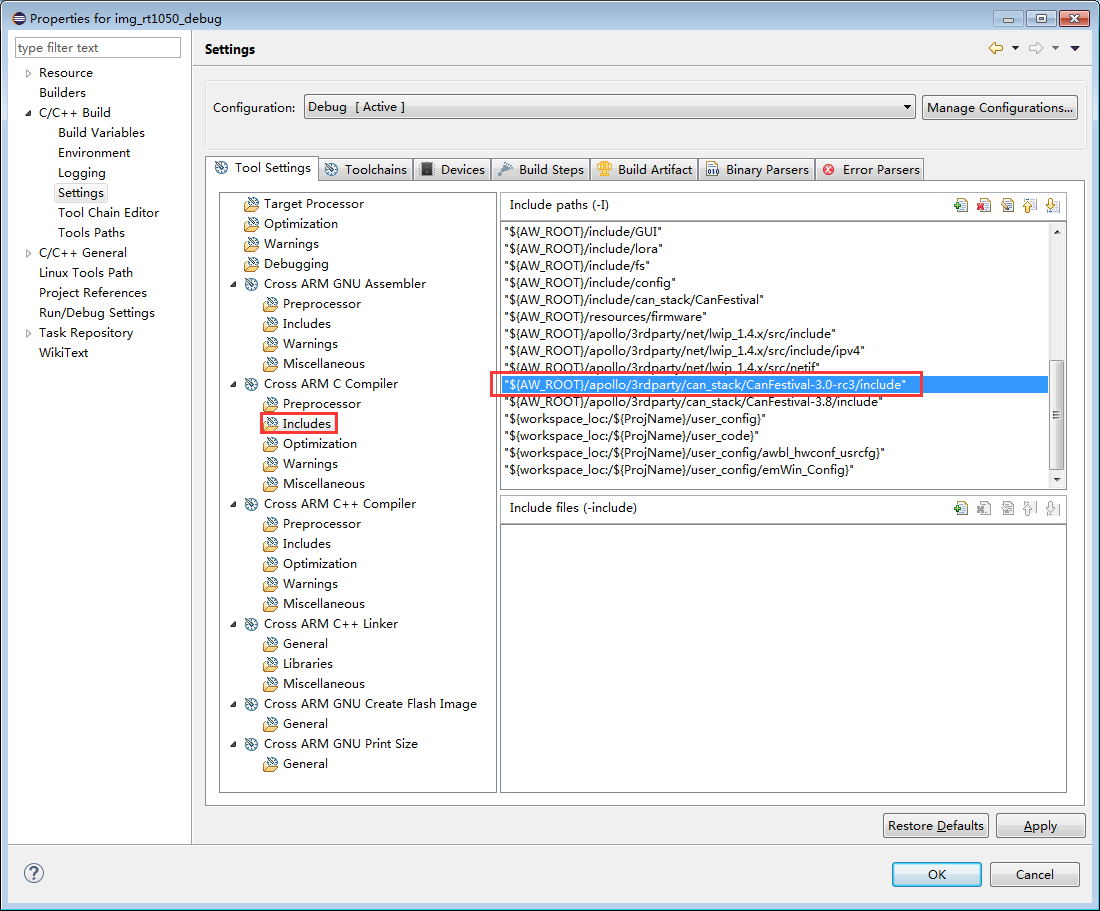 Properties for img_rt1050_debug
type filter text
Resource
Builders
C/C++ Build
Build Variables
Environment
Logging
Settings
Tool Chain Editor
Tools Paths
C/C++ General
Linux Tools Path
Project References
Run/Debug Settings
Task Repository
WikiText
Settings
Configuration: Debug [ Active ] Manage Configurations...
Tool Settings Toolchains Devices Build Steps Build Artifact Binary Parsers Error Parsers
Target Processor
Optimization
Warnings
Debugging
Cross ARM GNU Assembler
Preprocessor
Includes
Warnings
Miscellaneous
Cross ARM C Compiler
Preprocessor
Includes
Optimization
Warnings
Miscellaneous
Cross ARM C++ Compiler
Preprocessor
Includes
Optimization
Warnings
Miscellaneous
Cross ARM C++ Linker
General
Libraries
Miscellaneous
Cross ARM GNU Create Flash Image
General
Cross ARM GNU Print Size
General
Include paths (-I)
"${AW_ROOT}/include/GUI"
"${AW_ROOT}/include/lora"
"${AW_ROOT}/include/fs"
"${AW_ROOT}/include/config"
"${AW_ROOT}/include/can_stack/CanFestival"
"${AW_ROOT}/resources/firmware"
"${AW_ROOT}/apollo/3rdparty/net/lwip_1.4.x/src/include"
"${AW_ROOT}/apollo/3rdparty/net/lwip_1.4.x/src/include/ipv4"
"${AW_ROOT}/apollo/3rdparty/net/lwip_1.4.x/src/netif"
"${AW_ROOT}/apollo/3rdparty/can_stack/CanFestival-3.0-rc3/include"
"${AW_ROOT}/apollo/3rdparty/can_stack/CanFestival-3.8/include"
"${workspace_loc:/${ProjName}/user_config}"
"${workspace_loc:/${ProjName}/user_code}"
"${workspace_loc:/${ProjName}/user_config/awbl_hwconf_usrcfg}"
"${workspace_loc:/${ProjName}/user_config/emWin_Config}"
Include files (-include)
Restore Defaults Apply
OK Cancel